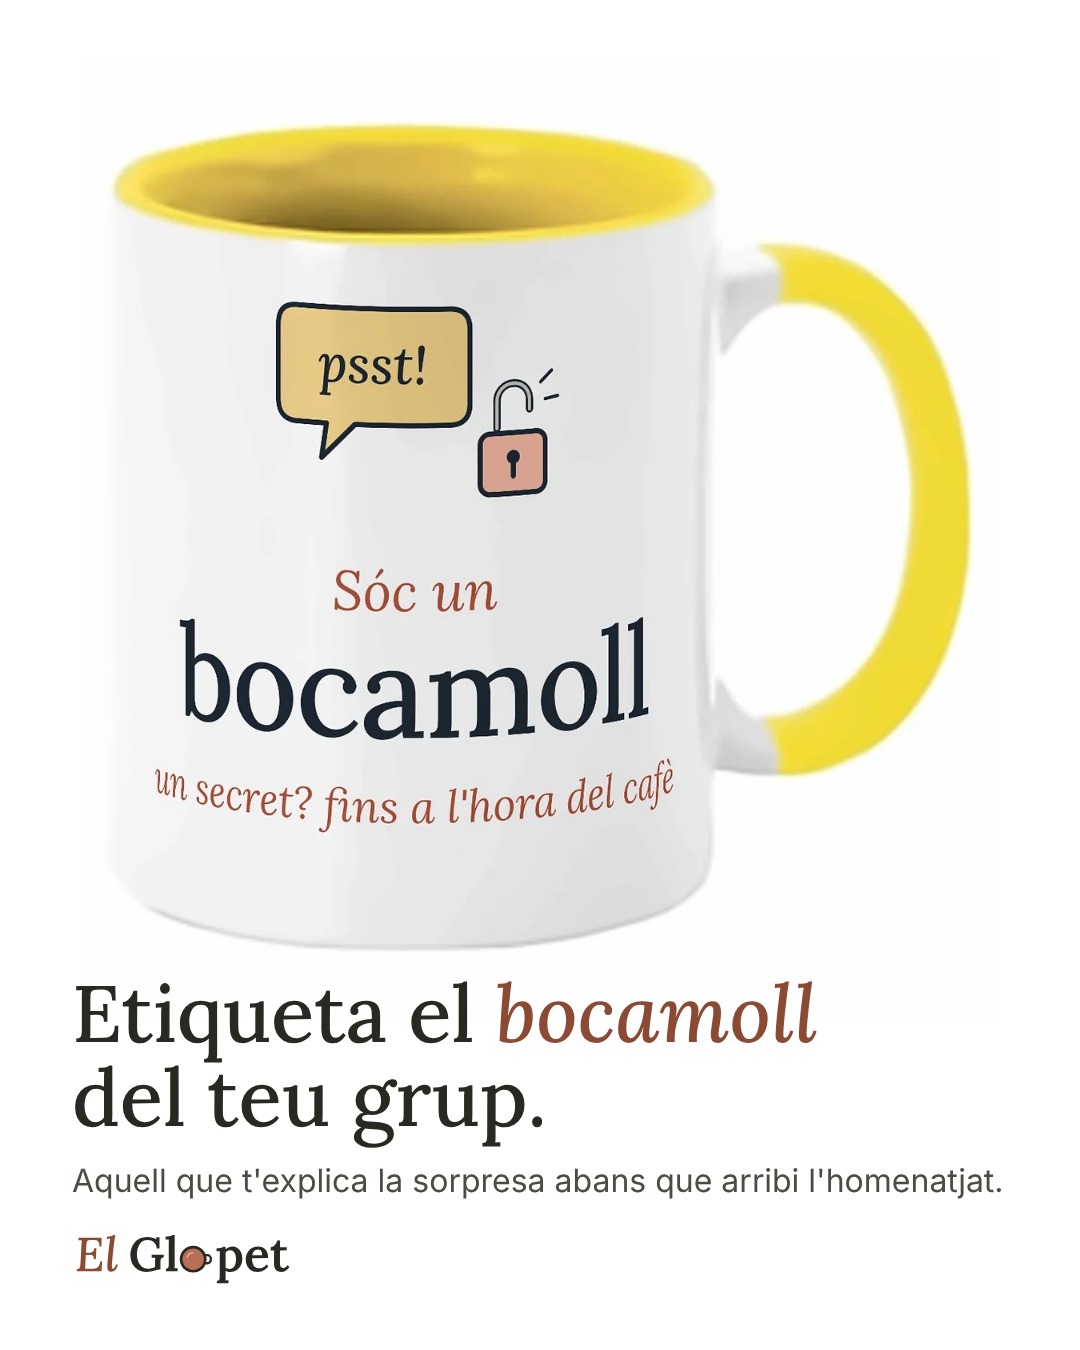 psst!
Sóc un
bocamoll
un secret? fins a l'hora del cafè
Etiqueta el bocamoll
del teu grup.
Aquell que t'explica la sorpresa abans que arribi l'homenatjat.
El Glopet